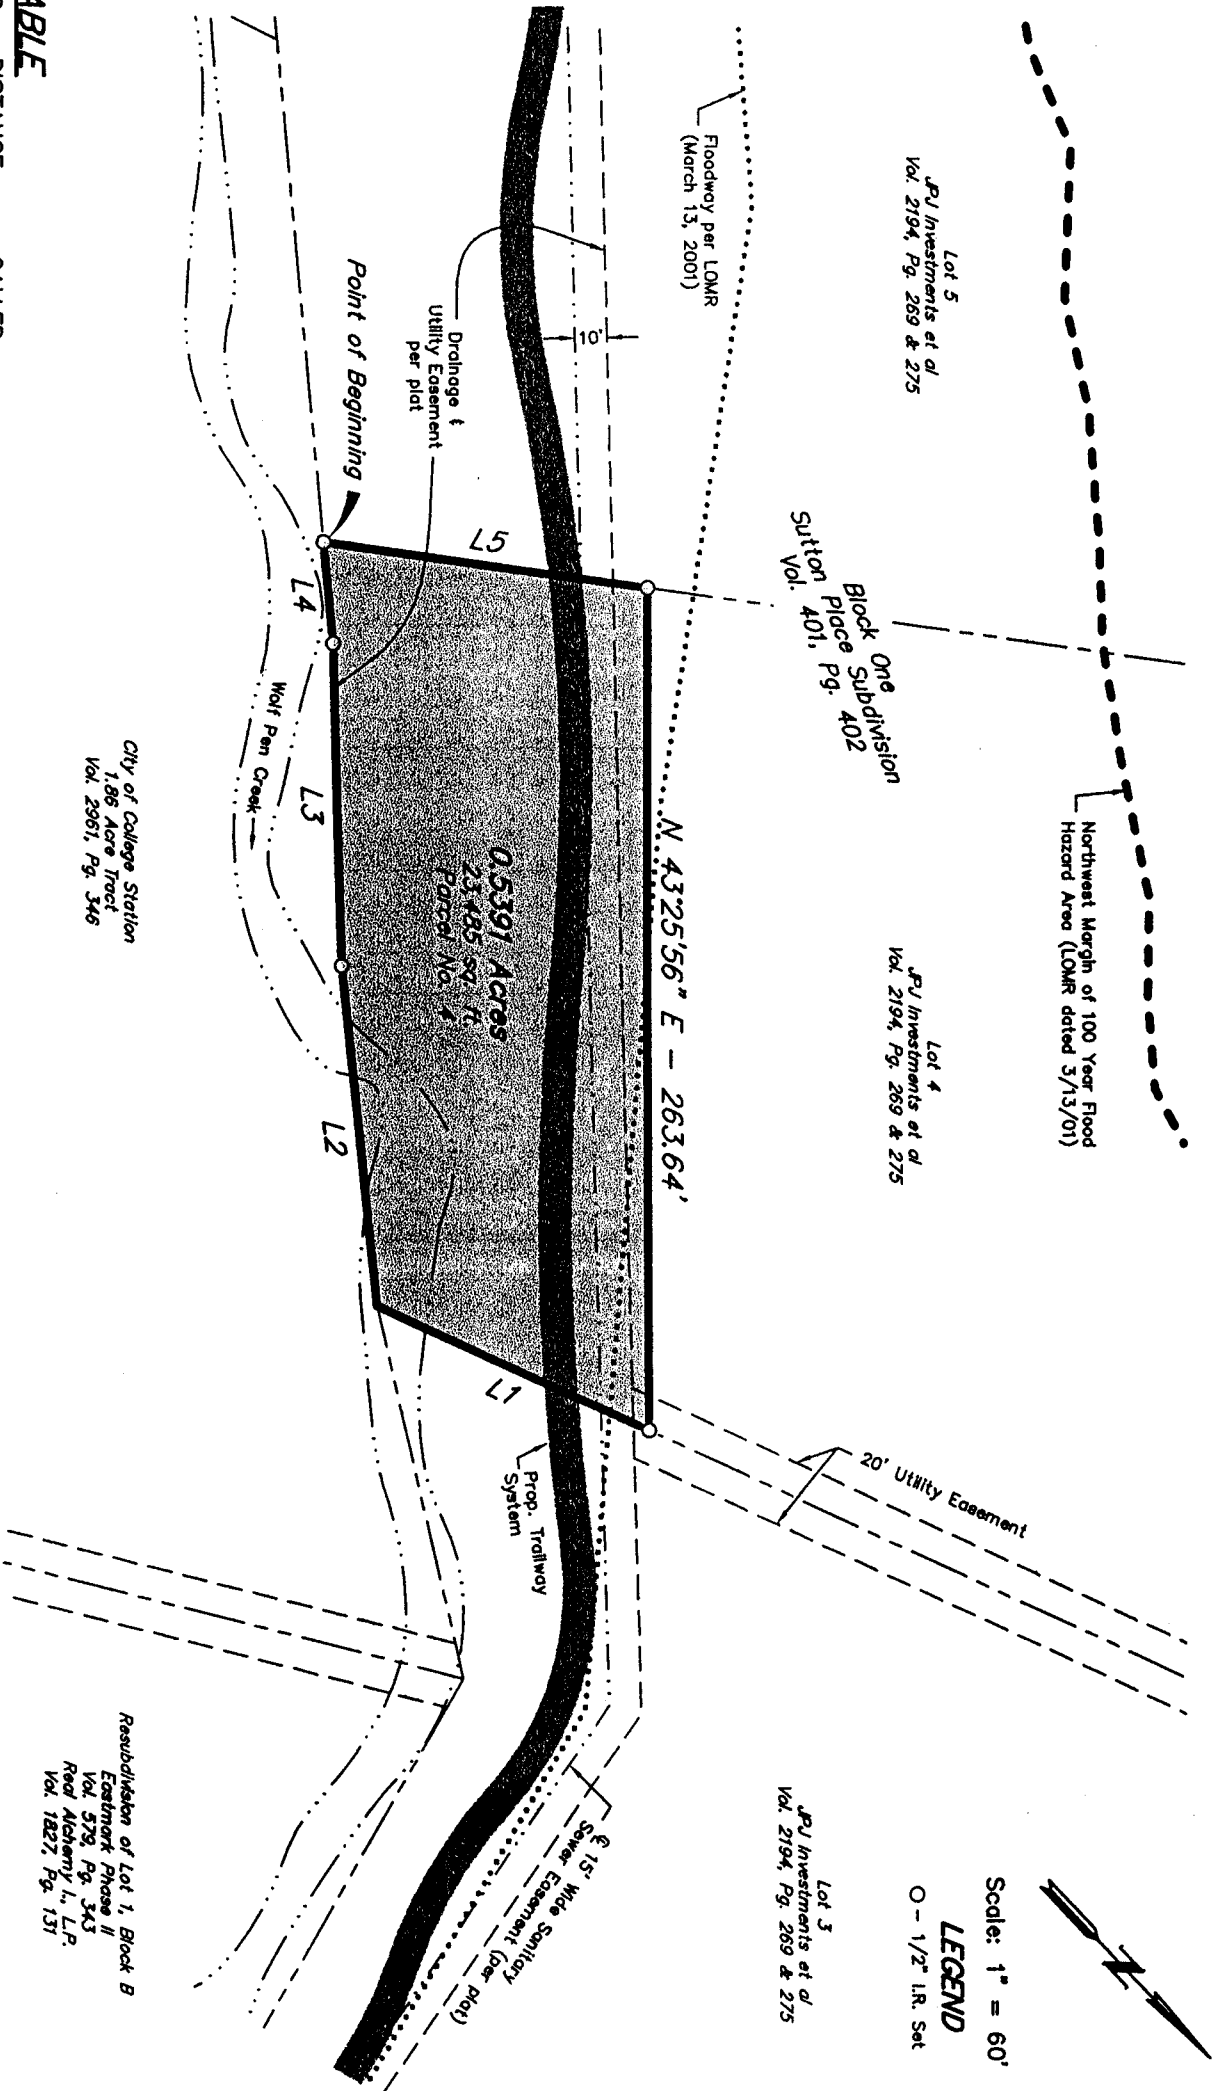 Scale: 1" = 60'
LEGEND
O - 1/2" I.R. Set
Northwest Margin of 100 Year Flood
Hazard Area (LOMR dated 3/13/01)
Lot 5
JPJ Investments et al
Vol. 2194, Pg. 269 & 275
Lot 4
JPJ Investments et al
Vol. 2194, Pg. 269 & 275
Lot 3
JPJ Investments et al
Vol. 2194, Pg. 269 & 275
Block One
Sutton Place Subdivision
Vol. 401, Pg. 402
20' Utility Easement
Floodway per LOMR
(March 13, 2001)
N 43°25'56" E - 263.64'
10'
Drainage &
Utility Easement
per plat
L5
0.5391 Acres
23,485 sq. ft.
Parcel No. 4
L1
Prop. Trailway
System
℄ 15' Wide Sanitary
Sewer Easement (per plat)
Point of Beginning
L4
L3
L2
Wolf Pen Creek
City of College Station
1.86 Acre Tract
Vol. 2961, Pg. 346
Resubdivision of Lot 1, Block B
Eastmark Phase II
Vol. 579, Pg. 343
Real Alchemy I., L.P.
Vol. 1827, Pg. 131
ABLE
DISTANCE